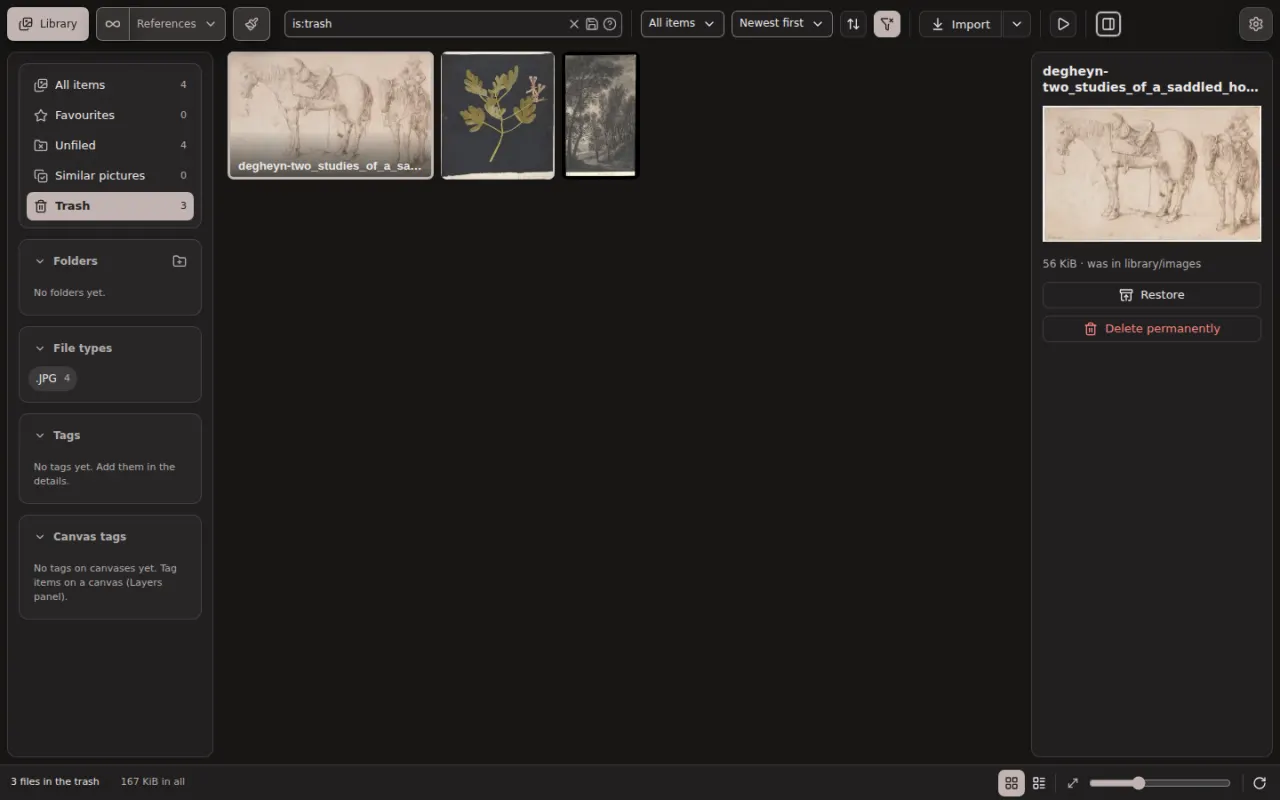 Library
References
is:trash
All items
Newest first
Import
All items 4
Favourites 0
Unfiled 4
Similar pictures 0
Trash 3
Folders
No folders yet.
File types
.JPG 4
Tags
No tags yet. Add them in the
details.
Canvas tags
No tags on canvases yet. Tag
items on a canvas (Layers
panel).
degheyn-two_studies_of_a_sa...
degheyn-
two_studies_of_a_saddled_ho...
56 KiB · was in library/images
Restore
Delete permanently
3 files in the trash
167 KiB in all